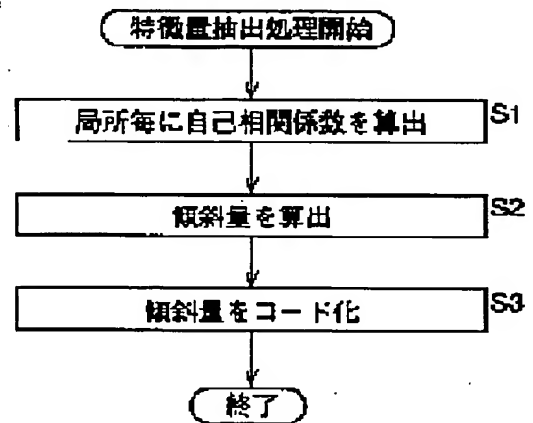 特徴量抽出処理開始
局所毎に自己相関係数を算出
S1
傾斜量を算出
S2
傾斜量をコード化
S3
終了